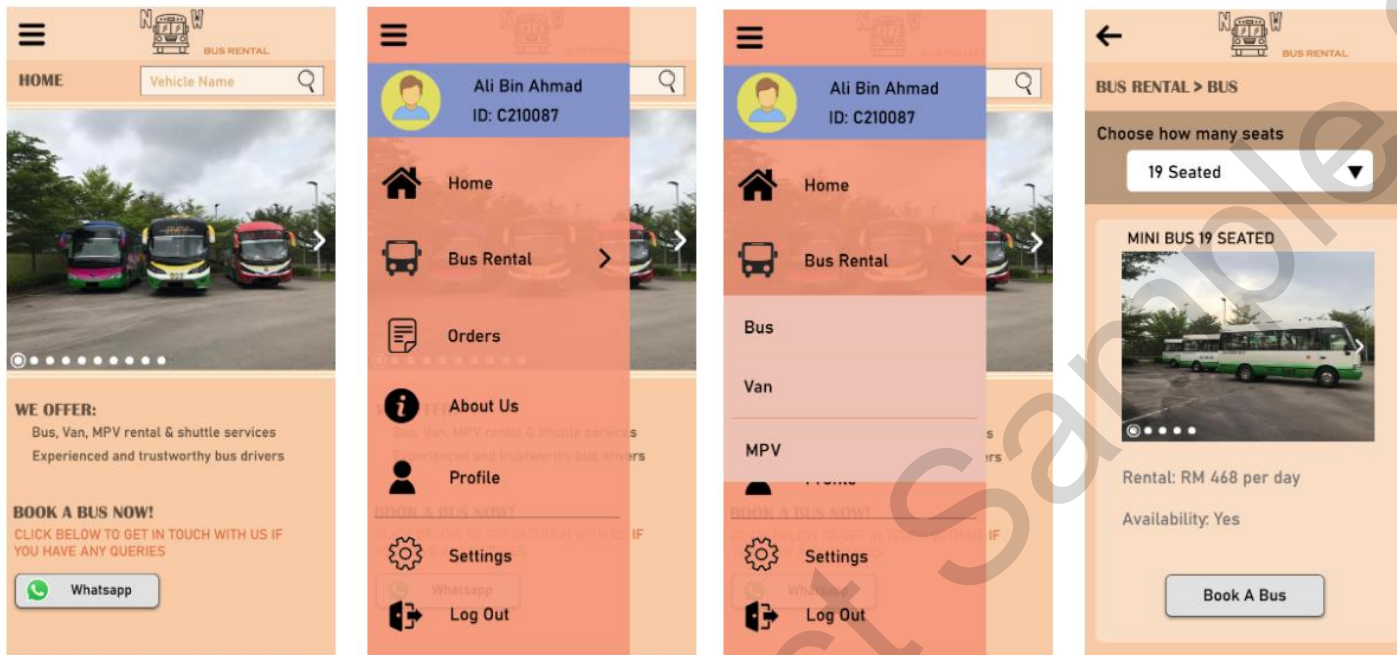 N W
BUS RENTAL
HOME
Vehicle Name
WE OFFER:
Bus, Van, MPV rental & shuttle services
Experienced and trustworthy bus drivers
BOOK A BUS NOW!
CLICK BELOW TO GET IN TOUCH WITH US IF
YOU HAVE ANY QUERIES
Whatsapp
Ali Bin Ahmad
ID: C210087
Home
Bus Rental
Orders
About Us
Profile
Settings
Log Out
Ali Bin Ahmad
ID: C210087
Home
Bus Rental
Bus
Van
MPV
Settings
Log Out
N W
BUS RENTAL
BUS RENTAL > BUS
Choose how many seats
19 Seated
MINI BUS 19 SEATED
Rental: RM 468 per day
Availability: Yes
Book A Bus
Sample